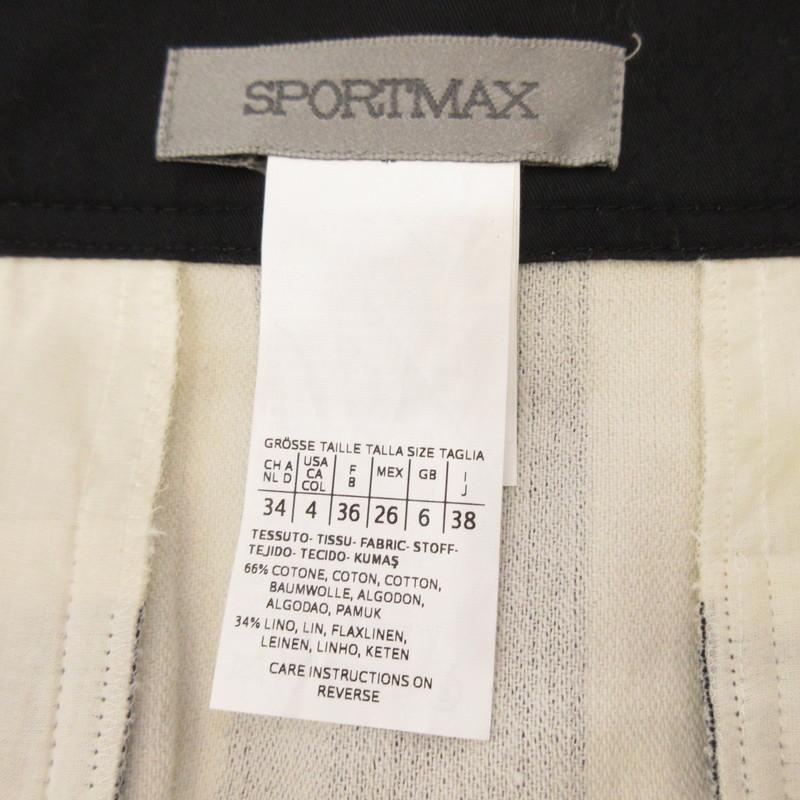 SPORTMAX
GRÖSSE TAILLE TALLA SIZE TAGLIA
CH A NL D USA CA COL F B MEX GB I J
34 4 36 26 6 38
TESSUTO- TISSU- FABRIC- STOFF-
TEJIDO- TECIDO- KUMAŞ
66% COTONE, COTON, COTTON,
BAUMWOLLE, ALGODON,
ALGODAO, PAMUK
34% LINO, LIN, FLAXLINEN,
LEINEN, LINHO, KETEN
CARE INSTRUCTIONS ON
REVERSE